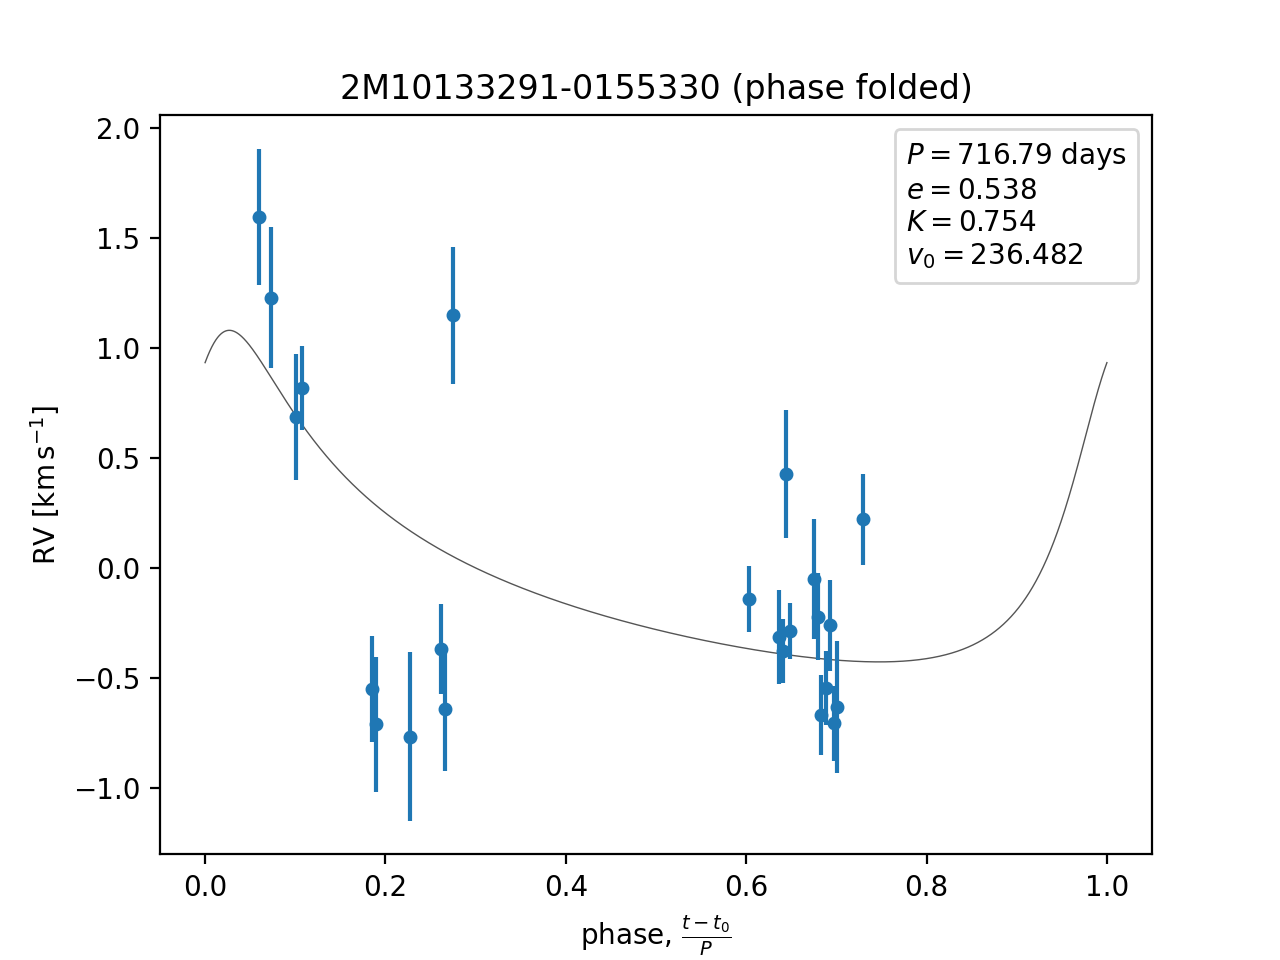 2M10133291-0155330 (phase folded)
P = 716.79 days
e = 0.538
K = 0.754
v₀ = 236.482
2.0
1.5
1.0
0.5
0.0
−0.5
−1.0
RV [km s⁻¹]
0.0 0.2 0.4 0.6 0.8 1.0
phase, (t − t₀)/P